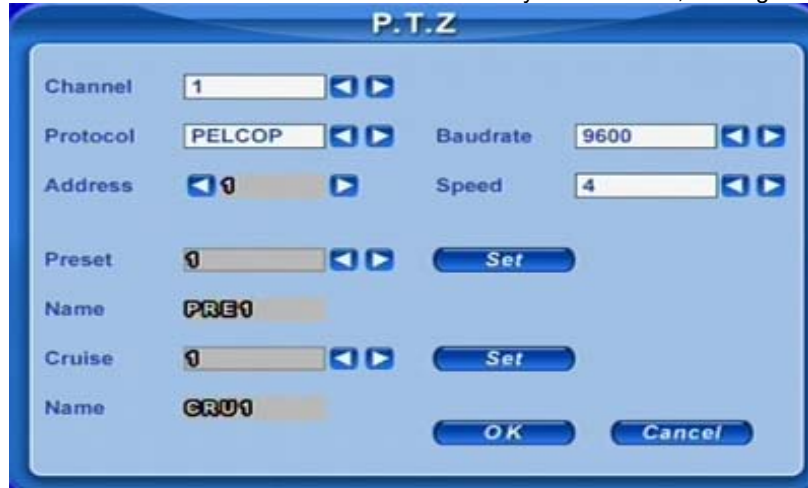 P.T.Z
Channel 1
Protocol PELCOP Baudrate 9600
Address 1 Speed 4
Preset 1 Set
Name PRE1
Cruise 1 Set
Name CRU1
OK Cancel